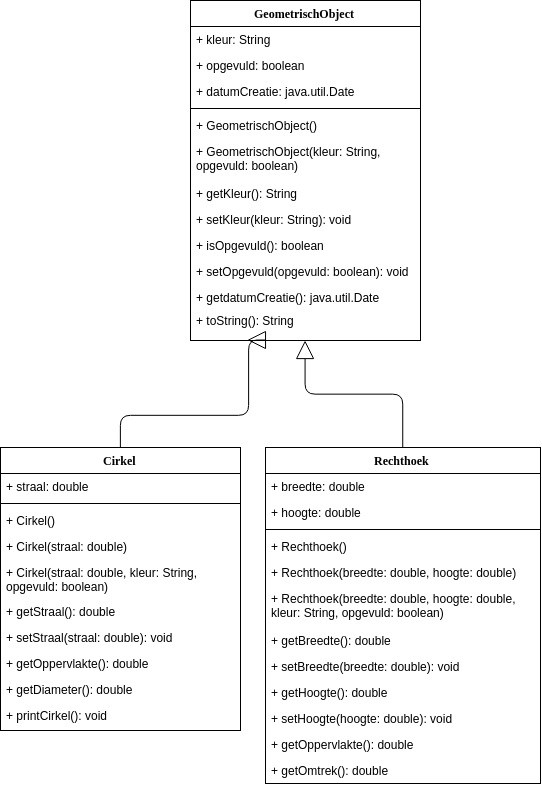 GeometrischObject
+ kleur: String
+ opgevuld: boolean
+ datumCreatie: java.util.Date
+ GeometrischObject()
+ GeometrischObject(kleur: String,
opgevuld: boolean)
+ getKleur(): String
+ setKleur(kleur: String): void
+ isOpgevuld(): boolean
+ setOpgevuld(opgevuld: boolean): void
+ getdatumCreatie(): java.util.Date
+ toString(): String
Cirkel
+ straal: double
+ Cirkel()
+ Cirkel(straal: double)
+ Cirkel(straal: double, kleur: String,
opgevuld: boolean)
+ getStraal(): double
+ setStraal(straal: double): void
+ getOppervlakte(): double
+ getDiameter(): double
+ printCirkel(): void
Rechthoek
+ breedte: double
+ hoogte: double
+ Rechthoek()
+ Rechthoek(breedte: double, hoogte: double)
+ Rechthoek(breedte: double, hoogte: double,
kleur: String, opgevuld: boolean)
+ getBreedte(): double
+ setBreedte(breedte: double): void
+ getHoogte(): double
+ setHoogte(hoogte: double): void
+ getOppervlakte(): double
+ getOmtrek(): double